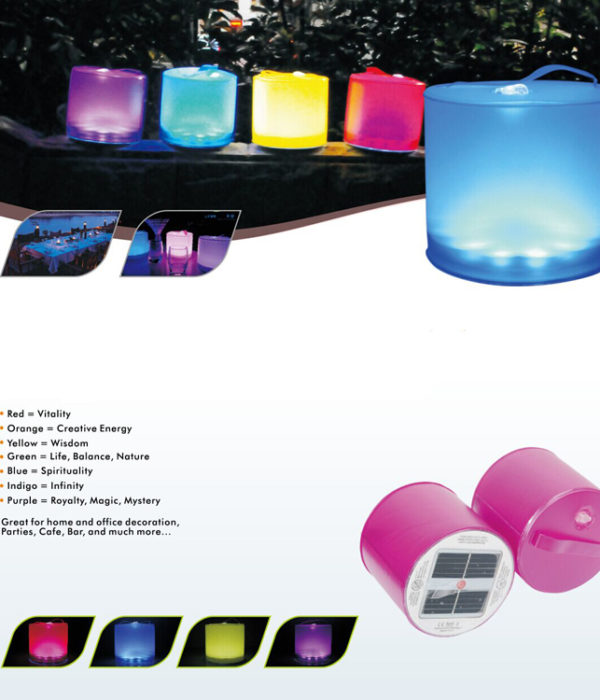 • Red = Vitality
• Orange = Creative Energy
• Yellow = Wisdom
• Green = Life, Balance, Nature
• Blue = Spirituality
• Indigo = Infinity
• Purple = Royalty, Magic, Mystery
Great for home and office decoration,
Parties, Cafe, Bar, and much more...